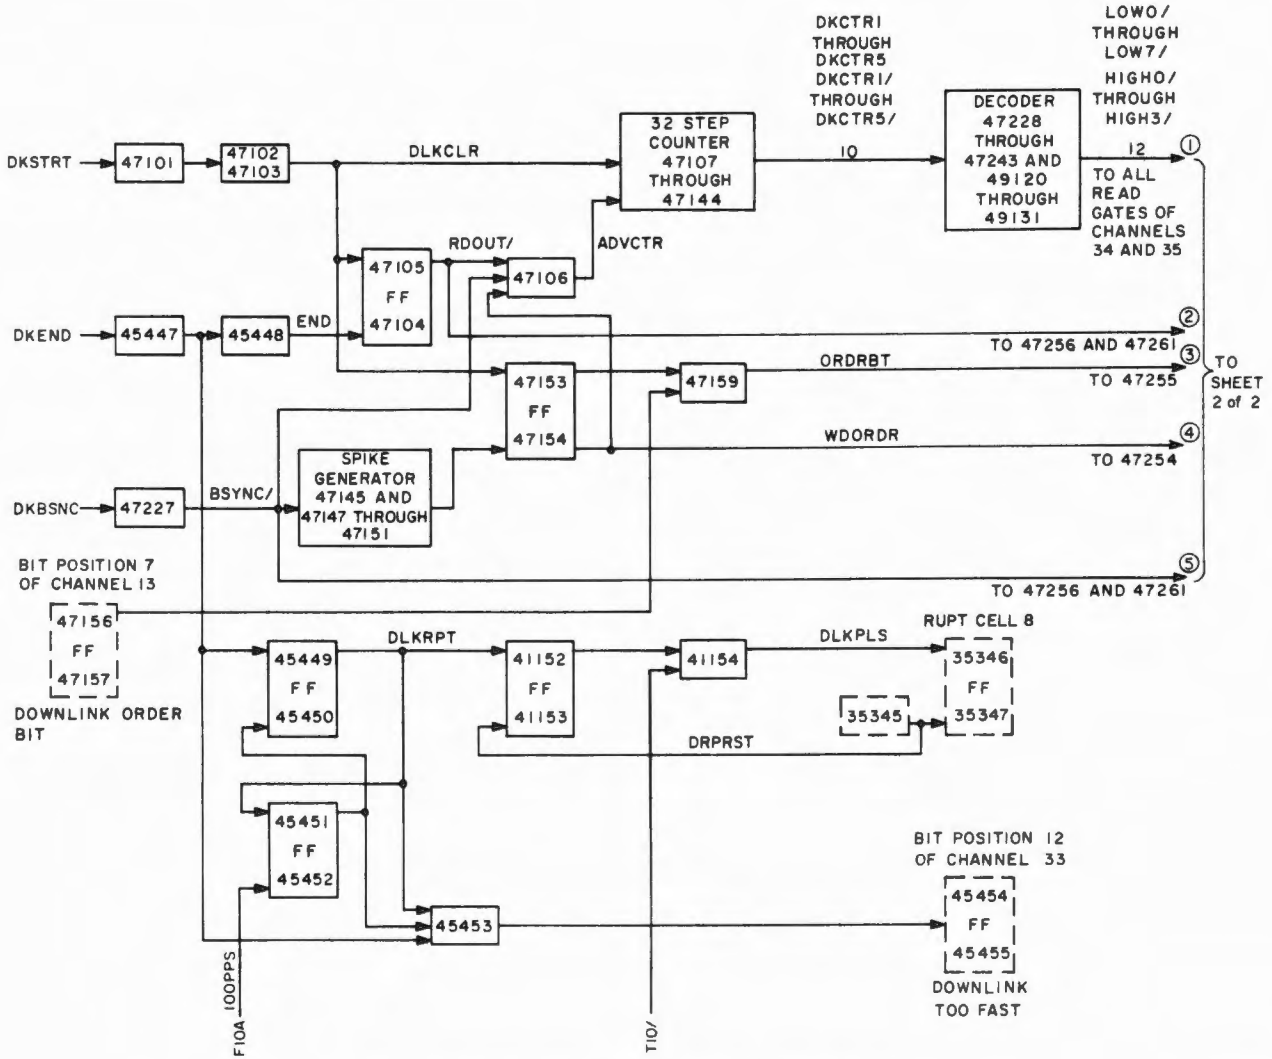 DKCTR1
THROUGH
DKCTR5
DKCTR1/
THROUGH
DKCTR5/
LOW0/
THROUGH
LOW7/
HIGH0/
THROUGH
HIGH3/
DKSTRT
47101
47102
47103
DLKCLR
32 STEP
COUNTER
47107
THROUGH
47144
10
DECODER
47228
THROUGH
47243 AND
49120
THROUGH
49131
12
1
TO ALL
READ
GATES OF
CHANNELS
34 AND 35
RDOUT/
ADVCTR
47105
FF
47104
47106
DKEND
45447
45448
END
2
TO 47256 AND 47261
3
ORDRBT
TO 47255
TO
SHEET
2 of 2
47153
FF
47154
47159
WDORDR
4
TO 47254
DKBSNC
47227
BSYNC/
SPIKE
GENERATOR
47145 AND
47147 THROUGH
47151
5
TO 47256 AND 47261
BIT POSITION 7
OF CHANNEL 13
47156
FF
47157
DOWNLINK ORDER
BIT
45449
FF
45450
DLKRPT
41152
FF
41153
41154
DLKPLS
RUPT CELL 8
35346
FF
35347
35345
DRPRST
45451
FF
45452
45453
BIT POSITION 12
OF CHANNEL 33
45454
FF
45455
DOWNLINK
TOO FAST
F10A 100PPS
T10/